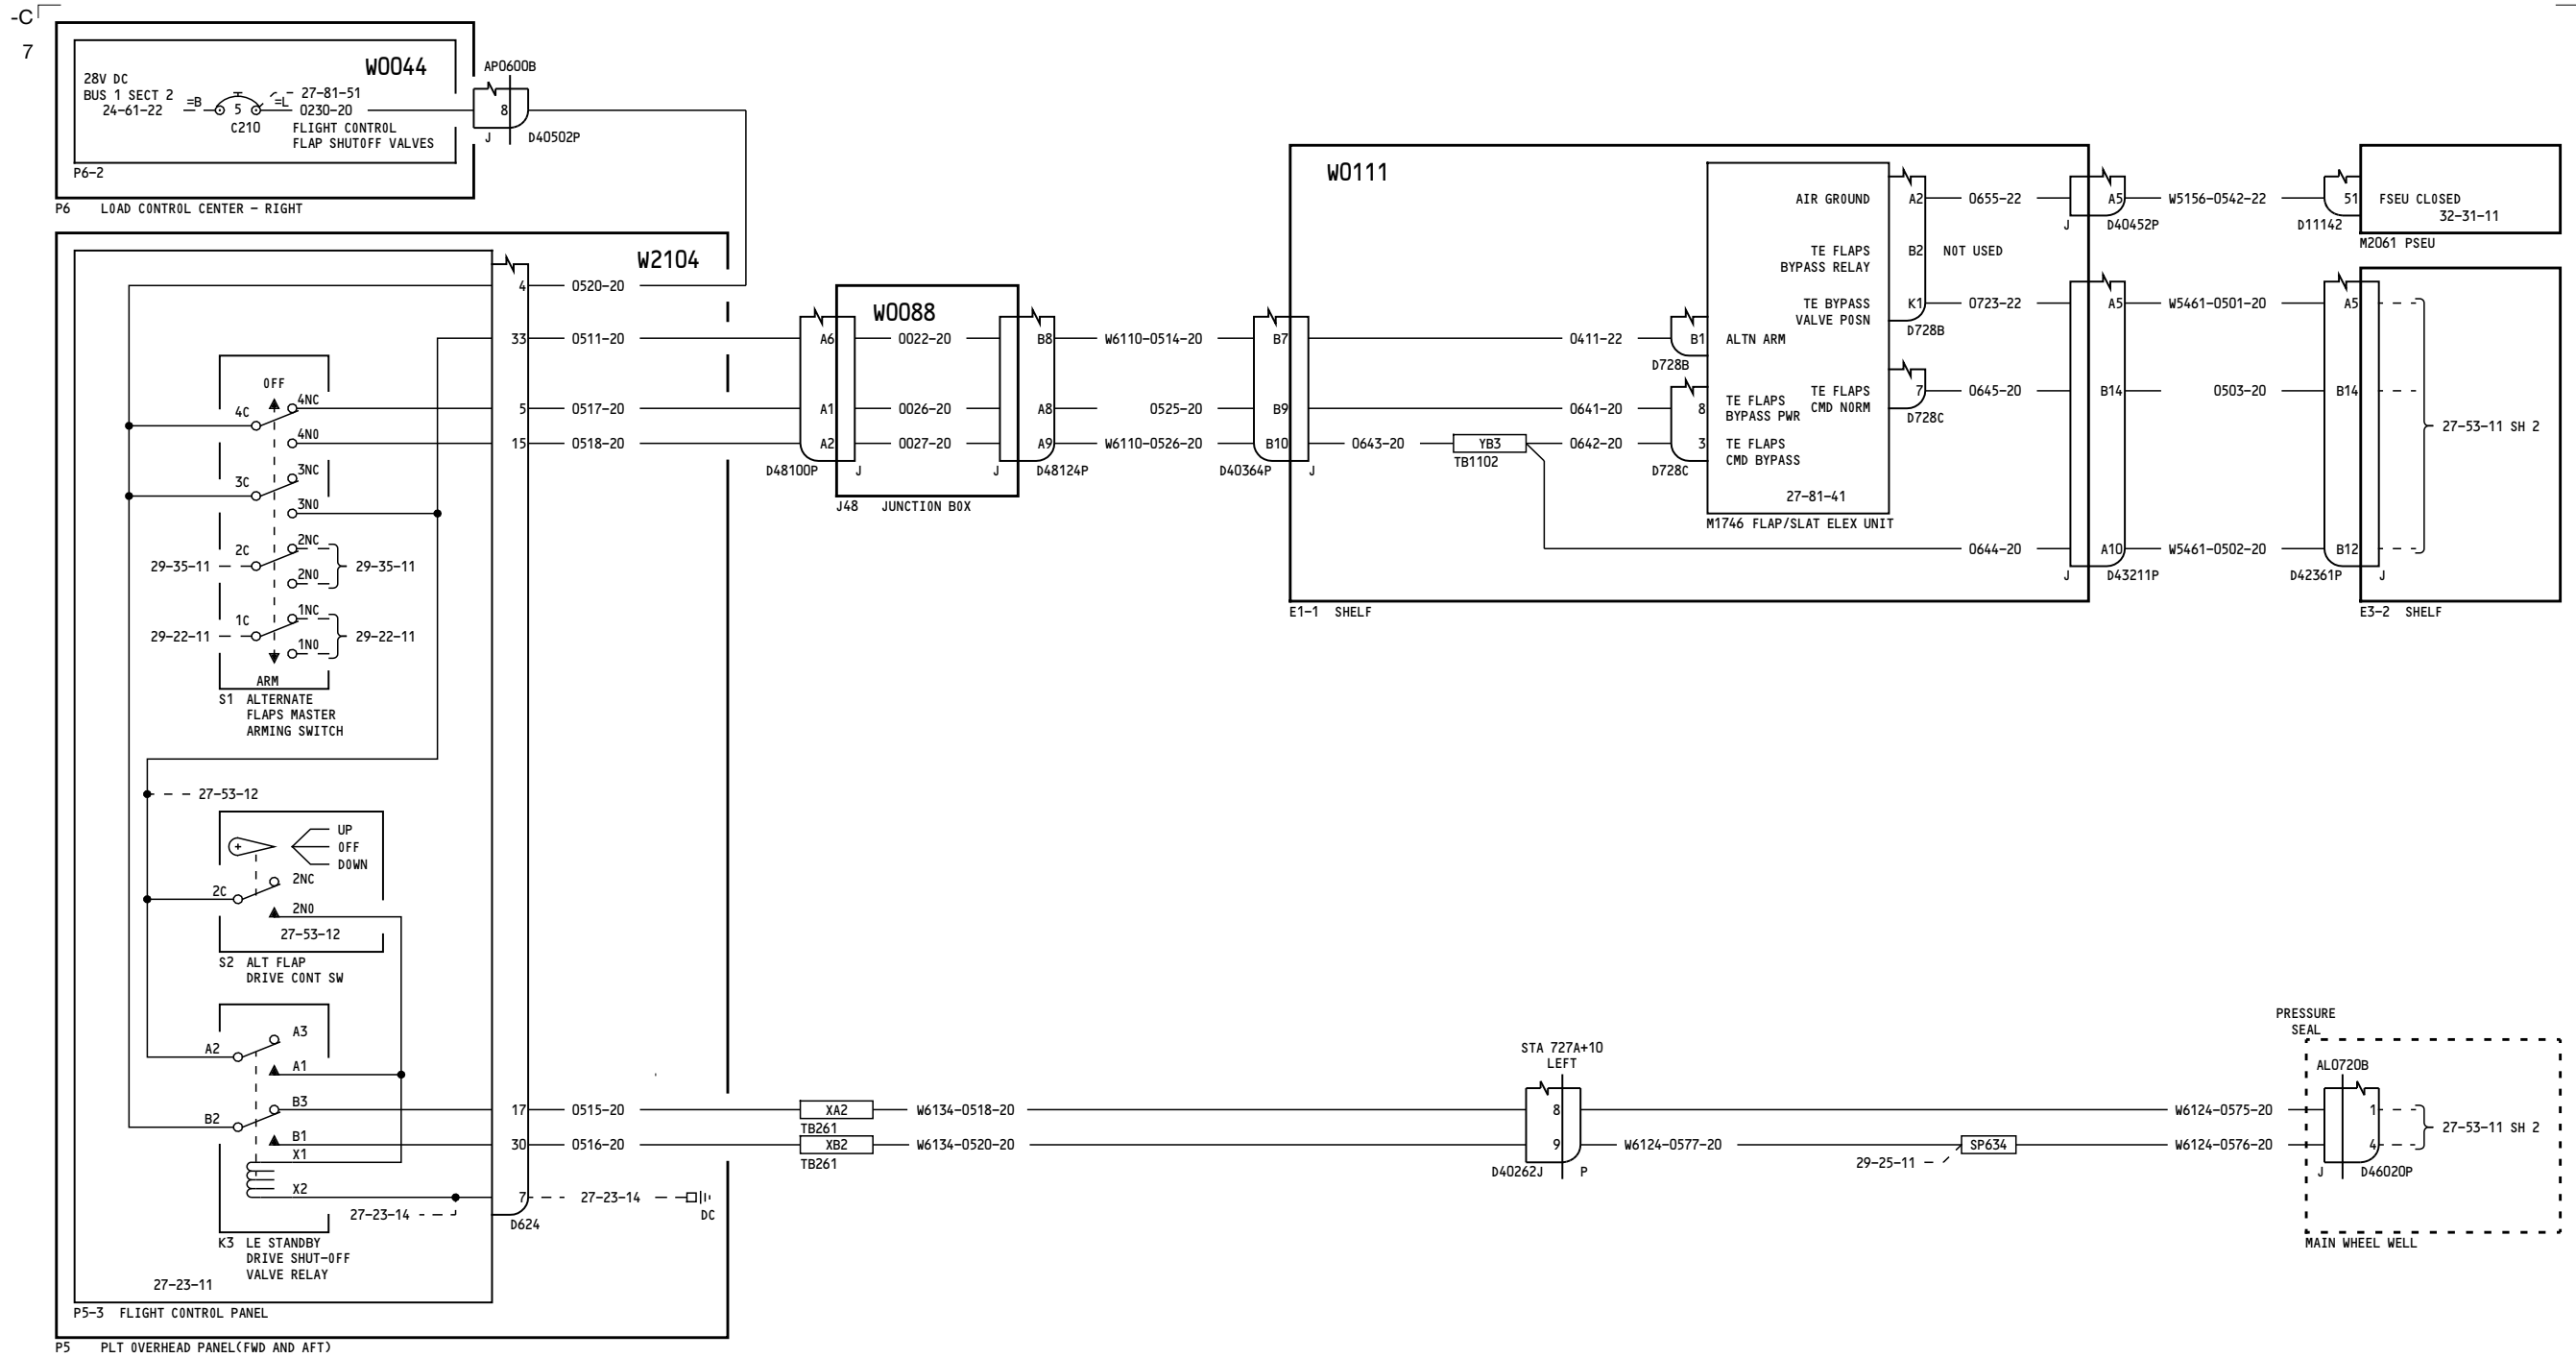 -C
7
W0044
28V DC
BUS 1 SECT 2
24-61-22
=B
5
=L
27-81-51
0230-20
C210
FLIGHT CONTROL
FLAP SHUTOFF VALVES
P6-2
P6 LOAD CONTROL CENTER - RIGHT
AP0600B
8
J D40502P
W2104
4 0520-20
33 0511-20
5 0517-20
15 0518-20
OFF
4C
4NC
4NO
3C
3NC
3NO
29-35-11
2C
2NC
2NO
29-35-11
29-22-11
1C
1NC
1NO
29-22-11
ARM
S1 ALTERNATE
FLAPS MASTER
ARMING SWITCH
27-53-12
UP
OFF
DOWN
2C
2NC
2NO
27-53-12
S2 ALT FLAP
DRIVE CONT SW
A2
A3
A1
B2
B3
B1
X1
X2
27-23-14
K3 LE STANDBY
DRIVE SHUT-OFF
VALVE RELAY
27-23-11
P5-3 FLIGHT CONTROL PANEL
P5 PLT OVERHEAD PANEL(FWD AND AFT)
17 0515-20
30 0516-20
7 27-23-14
DC
D624
W0088
A6 0022-20 B8
A1 0026-20 A8
A2 0027-20 A9
D48100P J
J D48124P
J48 JUNCTION BOX
W6110-0514-20
0525-20
W6110-0526-20
W0111
B7
B9
B10
D40364P J
0411-22
0641-20
0643-20
YB3
TB1102
0642-20
B1
D728B
8
3
D728C
AIR GROUND A2
TE FLAPS
BYPASS RELAY
B2 NOT USED
TE BYPASS
VALVE POSN
K1
D728B
ALTN ARM
TE FLAPS
BYPASS PWR
TE FLAPS
CMD NORM
7
D728C
TE FLAPS
CMD BYPASS
27-81-41
M1746 FLAP/SLAT ELEX UNIT
0655-22
0723-22
0645-20
0644-20
E1-1 SHELF
A5
J D40452P
A5
B14
A10
J D43211P
W5156-0542-22
W5461-0501-20
0503-20
W5461-0502-20
51
D11142
FSEU CLOSED
32-31-11
M2061 PSEU
A5
B14
B12
D42361P J
27-53-11 SH 2
E3-2 SHELF
XA2
TB261
XB2
TB261
W6134-0518-20
W6134-0520-20
STA 727A+10
LEFT
8
9
D40262J P
W6124-0577-20
29-25-11
SP634
W6124-0575-20
W6124-0576-20
PRESSURE
SEAL
AL0720B
1
4
27-53-11 SH 2
J D46020P
MAIN WHEEL WELL